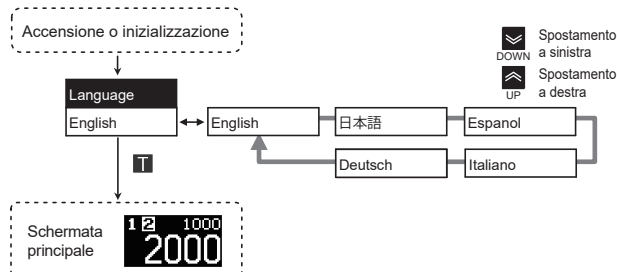 Accensione o inizializzazione
DOWN
Spostamento
a sinistra
UP
Spostamento
a destra
Language
English
English
日本語
Espanol
Deutsch
Italiano
T
Schermata
principale
1 2 1000
2000